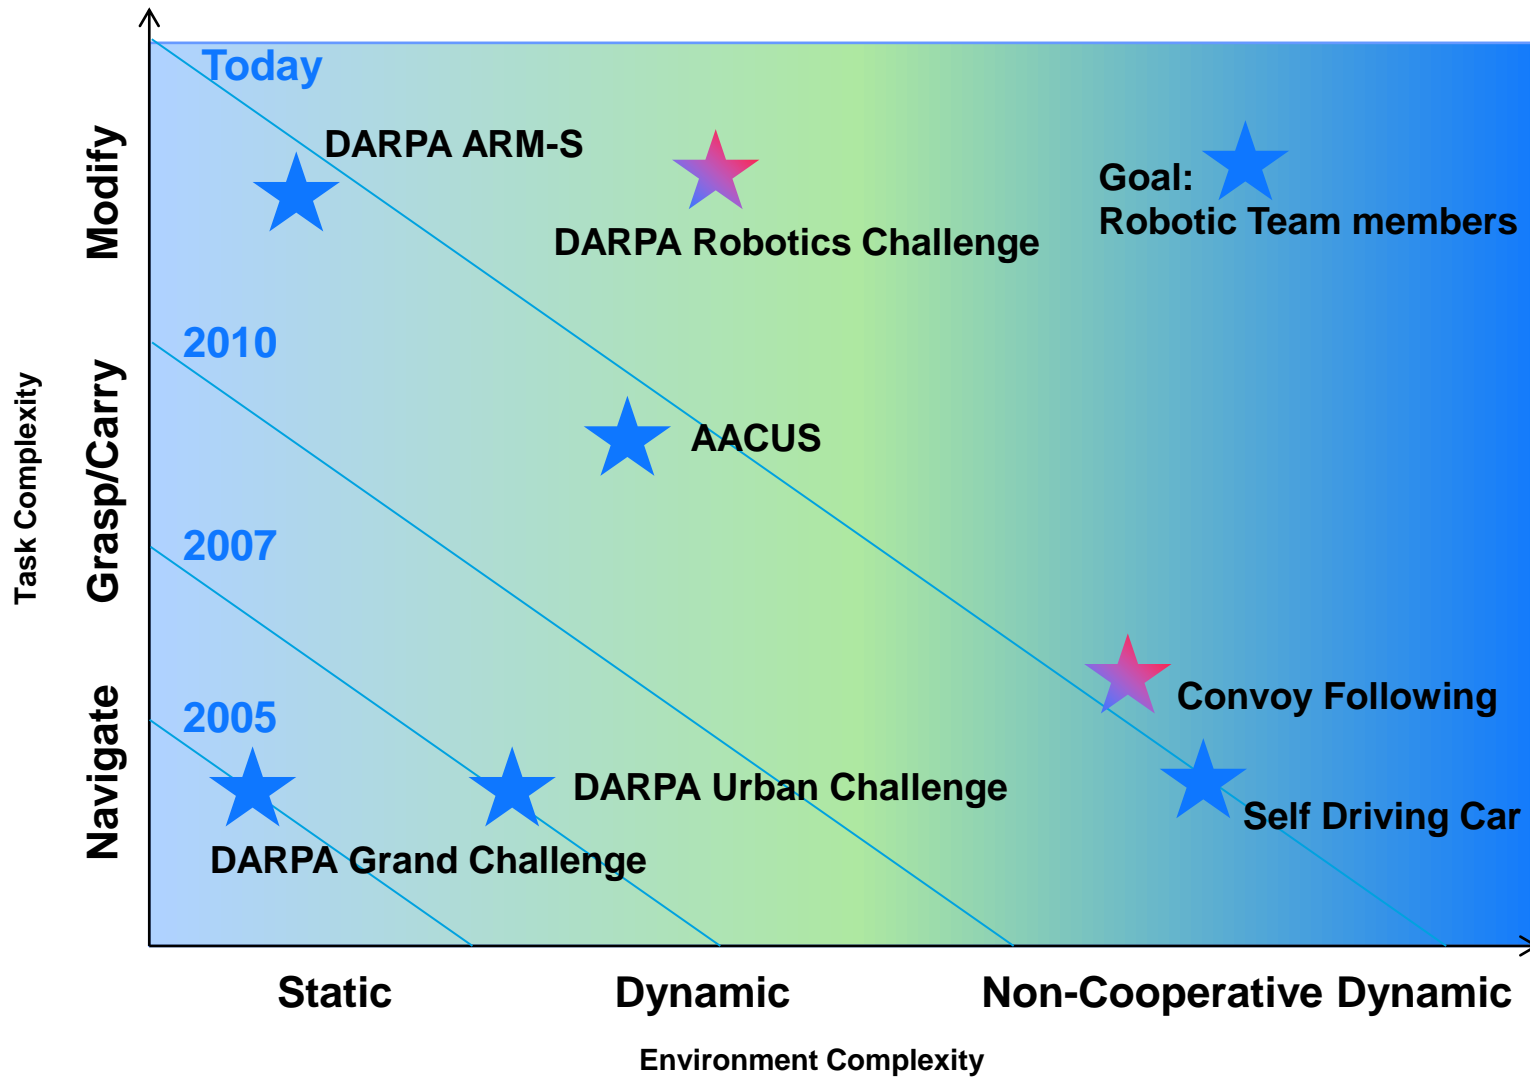 Today
DARPA ARM-S
Goal:
Robotic Team members
DARPA Robotics Challenge
Modify
2010
AACUS
Grasp/Carry
Task Complexity
2007
Convoy Following
Navigate
2005
DARPA Urban Challenge
Self Driving Car
DARPA Grand Challenge
Static
Dynamic
Non-Cooperative Dynamic
Environment Complexity